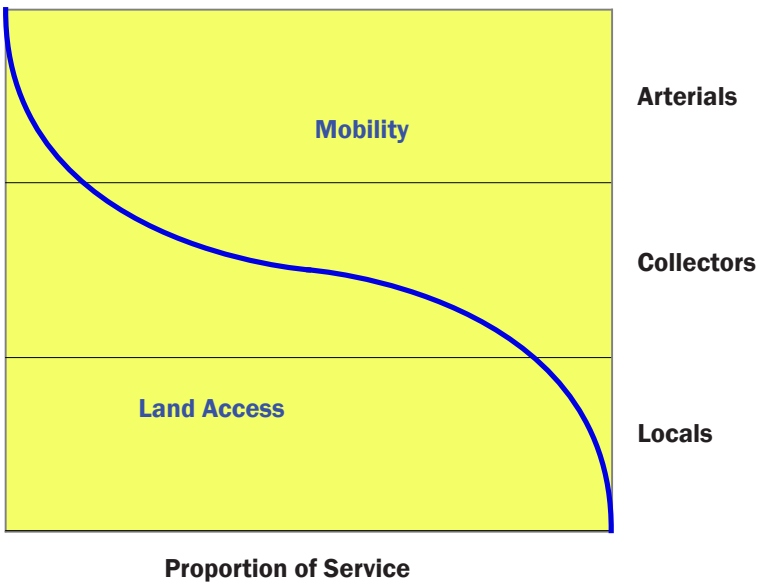 Arterials
Mobility
Collectors
Land Access
Locals
Proportion of Service